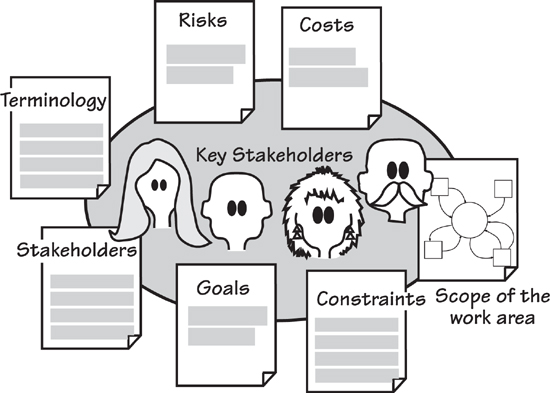 Risks
Costs
Terminology
Key Stakeholders
Stakeholders
Goals
Constraints
Scope of the
work area